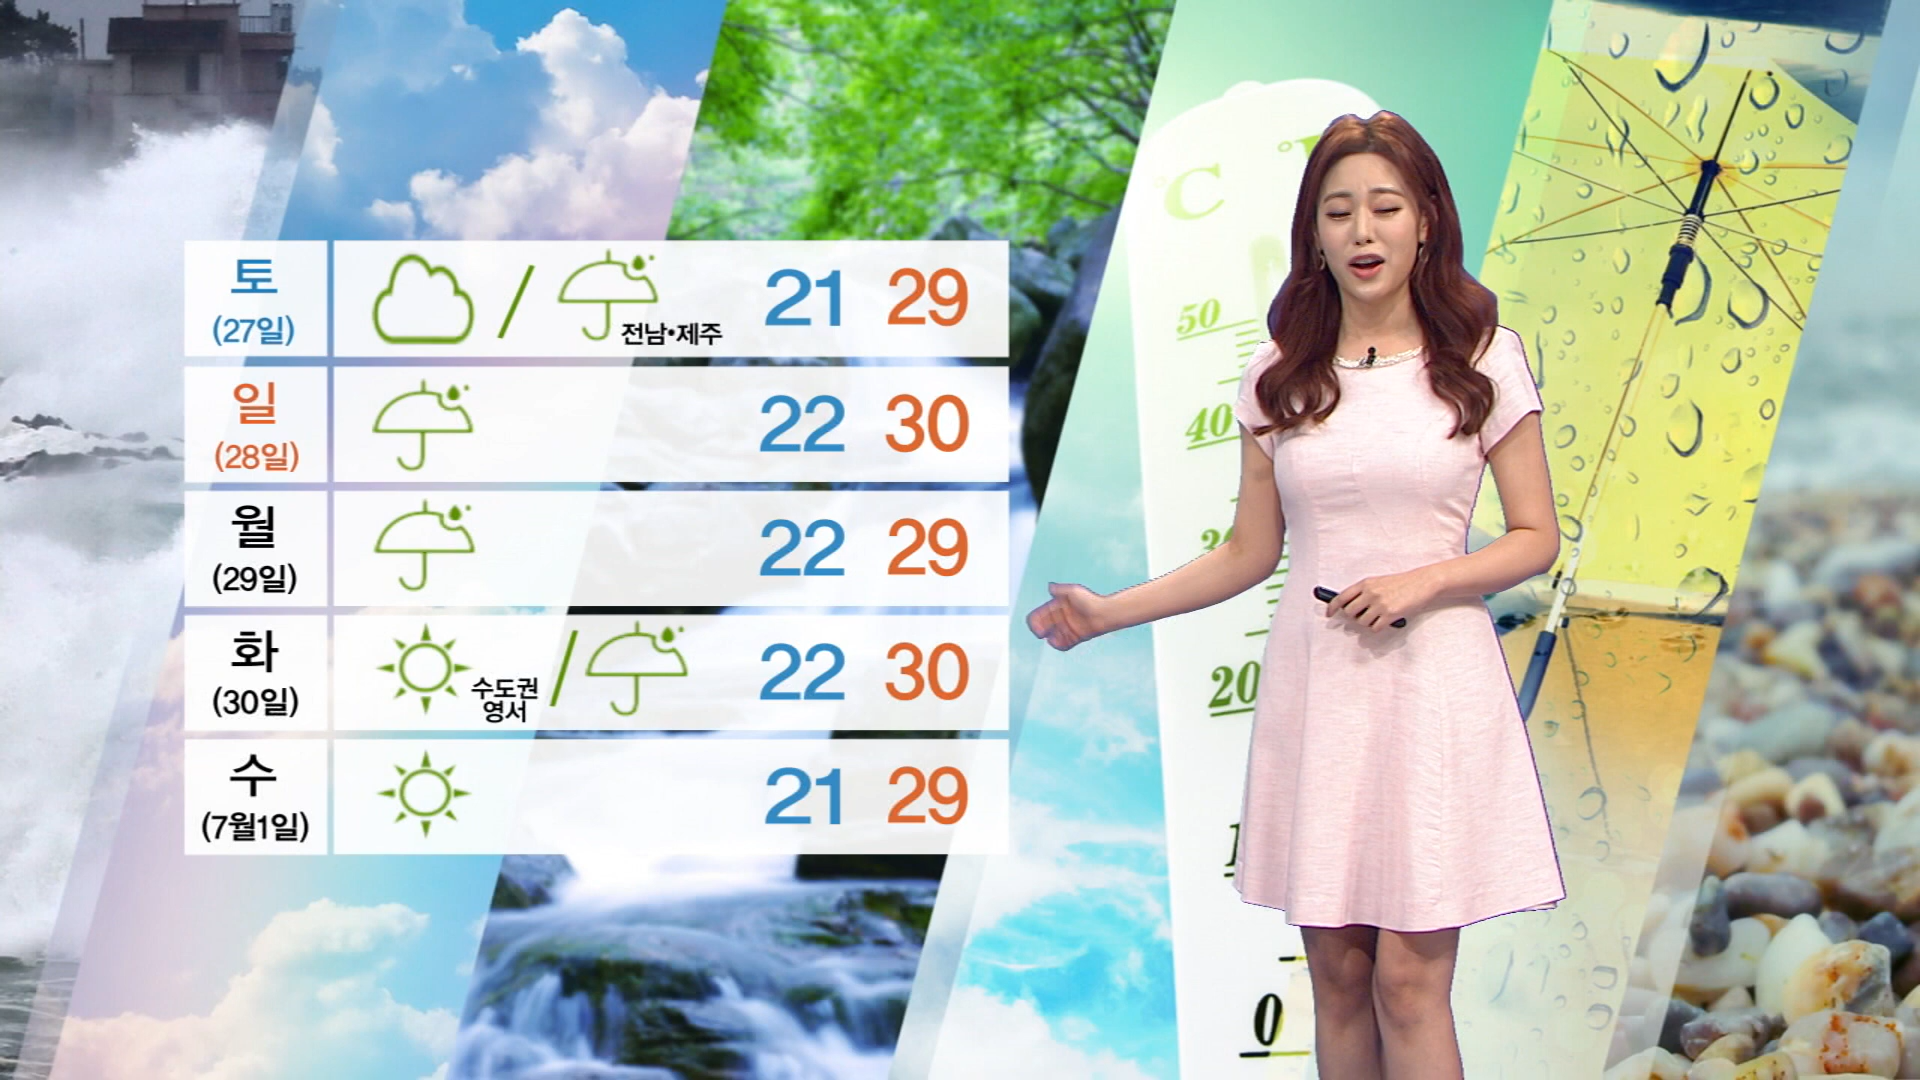 토
(27일)
전남•제주
21 29
일
(28일)
22 30
월
(29일)
22 29
화
(30일)
수도권
영서
22 30
수
(7월1일)
21 29
°C
50
40
20
0